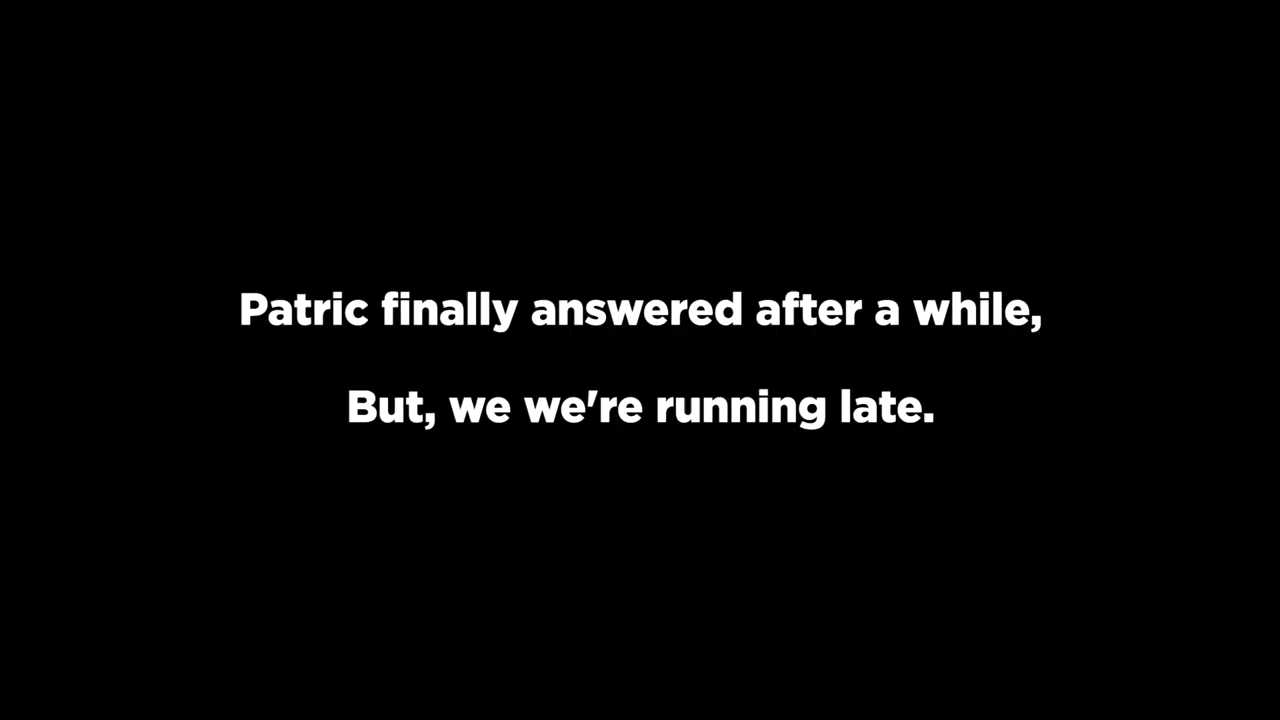 Patric finally answered after a while,
But, we we're running late.